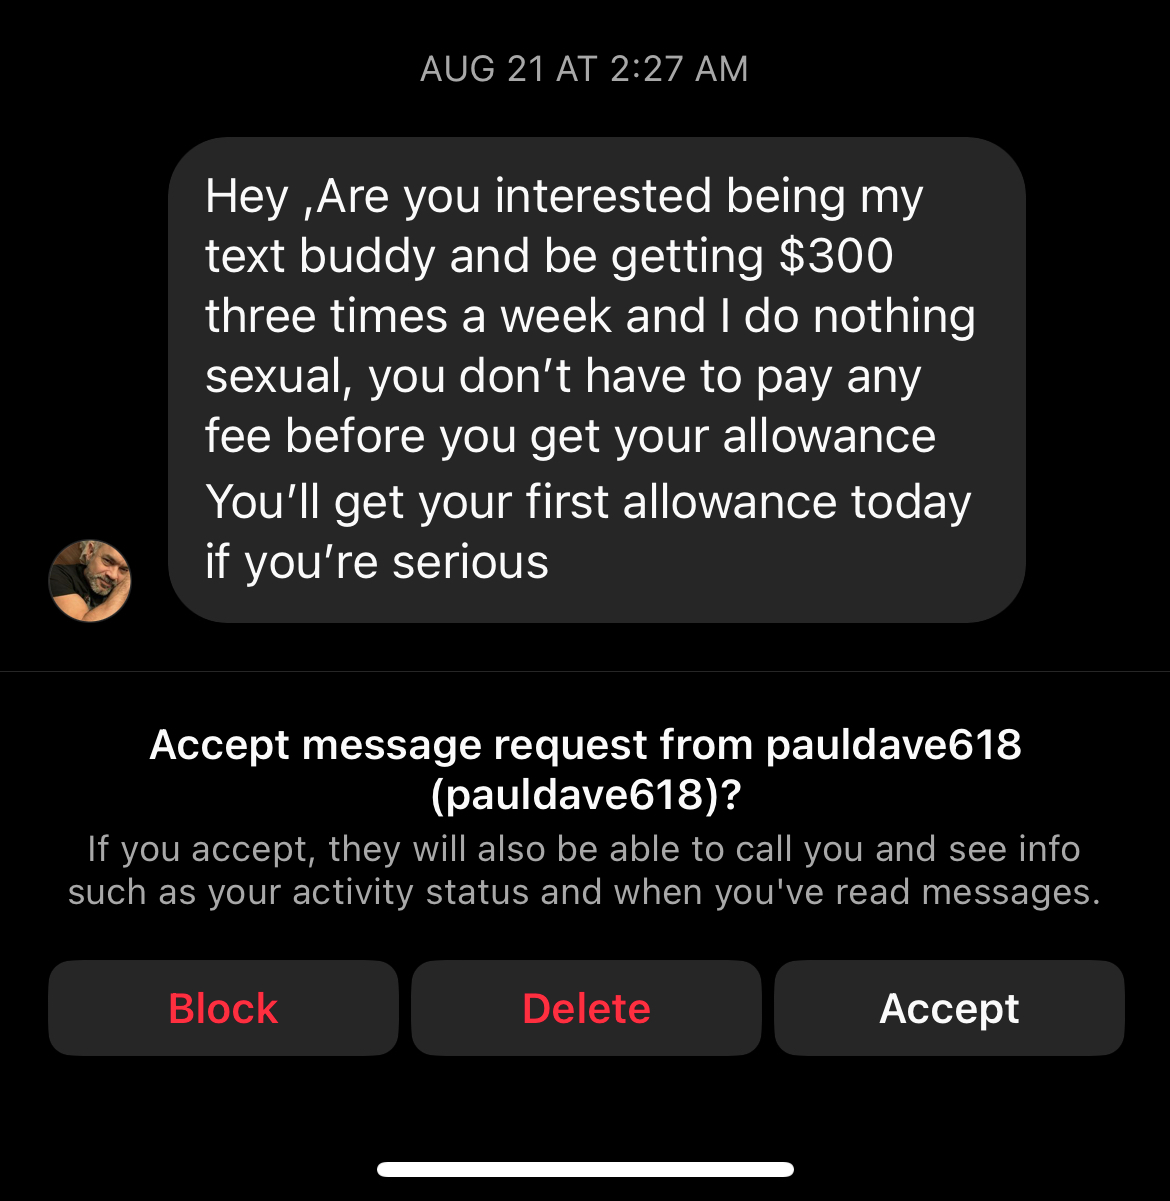 AUG 21 AT 2:27 AM
Hey ,Are you interested being my
text buddy and be getting $300
three times a week and I do nothing
sexual, you don’t have to pay any
fee before you get your allowance
You’ll get your first allowance today
if you’re serious
Accept message request from pauldave618
(pauldave618)?
If you accept, they will also be able to call you and see info
such as your activity status and when you've read messages.
Block
Delete
Accept